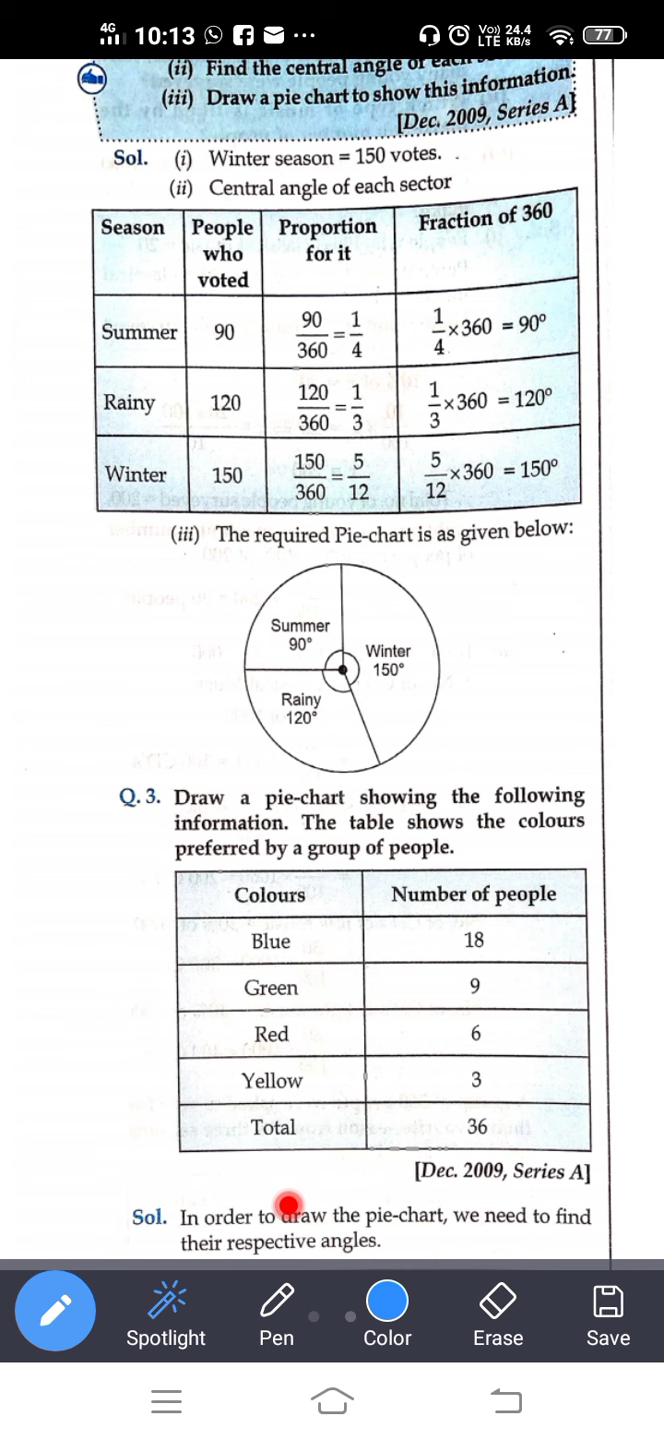 4G 10:13 ... Vo)) 24.4 LTE KB/s 77
(ii) Find the central angle of each
(iii) Draw a pie chart to show this information.
[Dec. 2009, Series A]
Sol. (i) Winter season = 150 votes.
(ii) Central angle of each sector
Season People who voted Proportion for it Fraction of 360
Summer 90 90/360 = 1/4 1/4 × 360 = 90°
Rainy 120 120/360 = 1/3 1/3 × 360 = 120°
Winter 150 150/360 = 5/12 5/12 × 360 = 150°
(iii) The required Pie-chart is as given below:
Summer
90°
Winter
150°
Rainy
120°
Q. 3. Draw a pie-chart showing the following
information. The table shows the colours
preferred by a group of people.
Colours Number of people
Blue 18
Green 9
Red 6
Yellow 3
Total 36
[Dec. 2009, Series A]
Sol. In order to draw the pie-chart, we need to find
their respective angles.
Spotlight Pen Color Erase Save